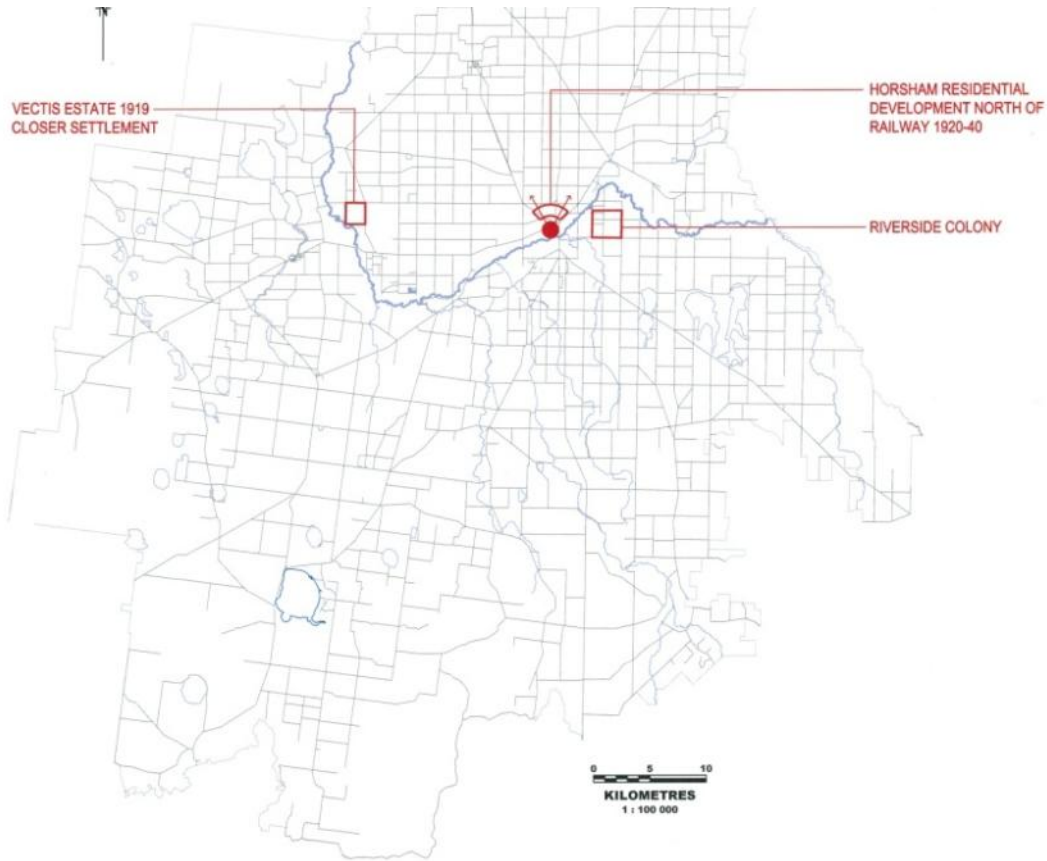 N
VECTIS ESTATE 1919
CLOSER SETTLEMENT
HORSHAM RESIDENTIAL
DEVELOPMENT NORTH OF
RAILWAY 1920-40
RIVERSIDE COLONY
0 5 10
KILOMETRES
1 : 100 000